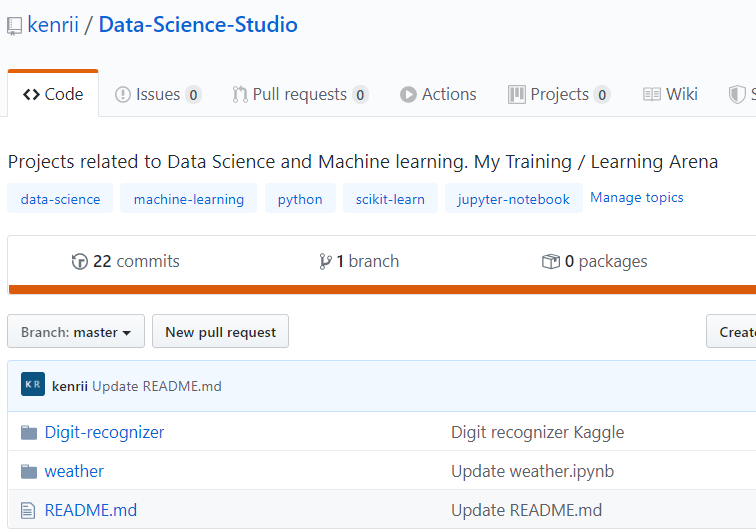 kenrii / Data-Science-Studio
Code Issues 0 Pull requests 0 Actions Projects 0 Wiki S
Projects related to Data Science and Machine learning. My Training / Learning Arena
data-science machine-learning python scikit-learn jupyter-notebook Manage topics
22 commits 1 branch 0 packages
Branch: master New pull request Create
KR kenrii Update README.md
Digit-recognizer Digit recognizer Kaggle
weather Update weather.ipynb
README.md Update README.md